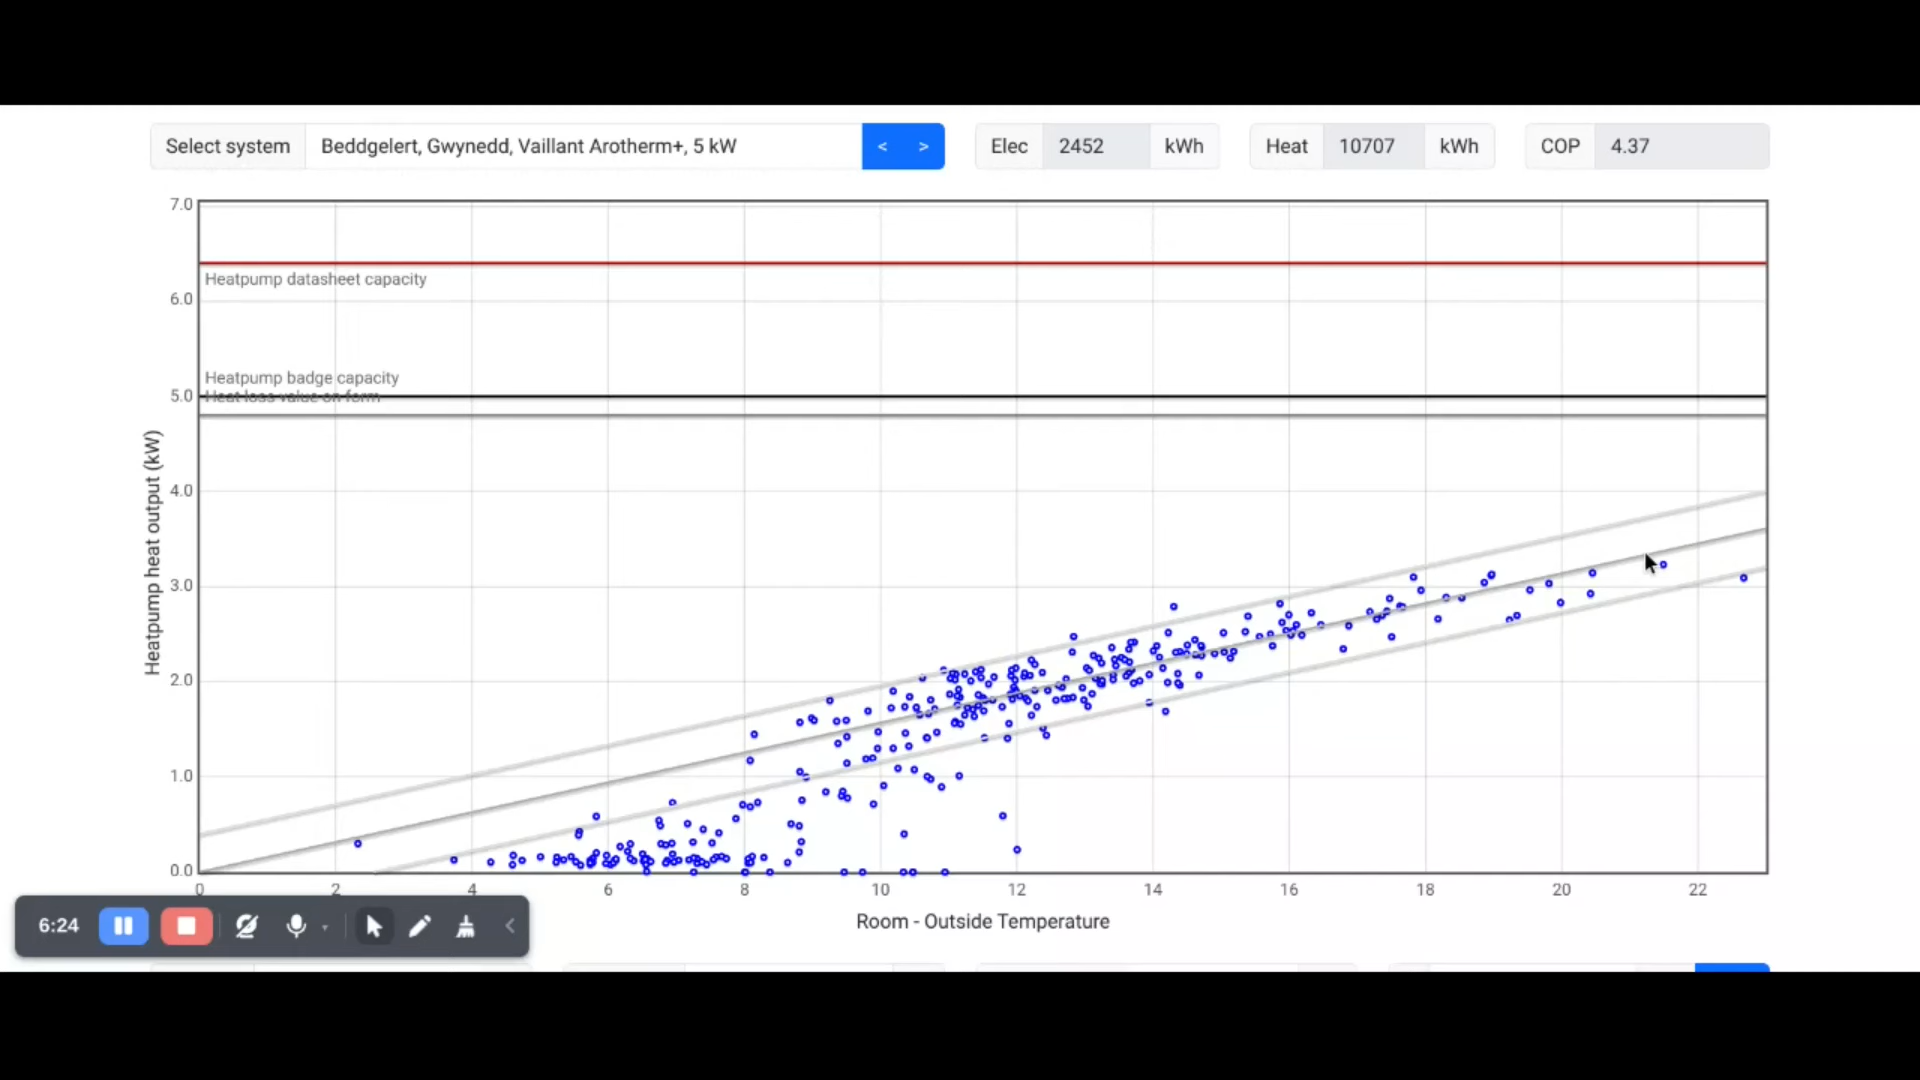 Select system
Beddgelert, Gwynedd, Vaillant Arotherm+, 5 kW
<
>
Elec
2452
kWh
Heat
10707
kWh
COP
4.37
7.0
Heatpump datasheet capacity
6.0
Heatpump badge capacity
5.0
Heat loss value on form
4.0
3.0
2.0
1.0
0.0
Heatpump heat output (kW)
0
2
4
6
8
10
12
14
16
18
20
22
Room - Outside Temperature
6:24